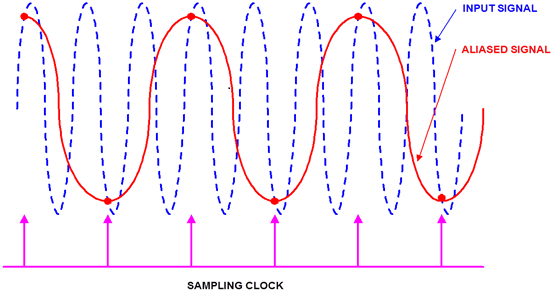 INPUT SIGNAL
ALIASED SIGNAL
SAMPLING CLOCK